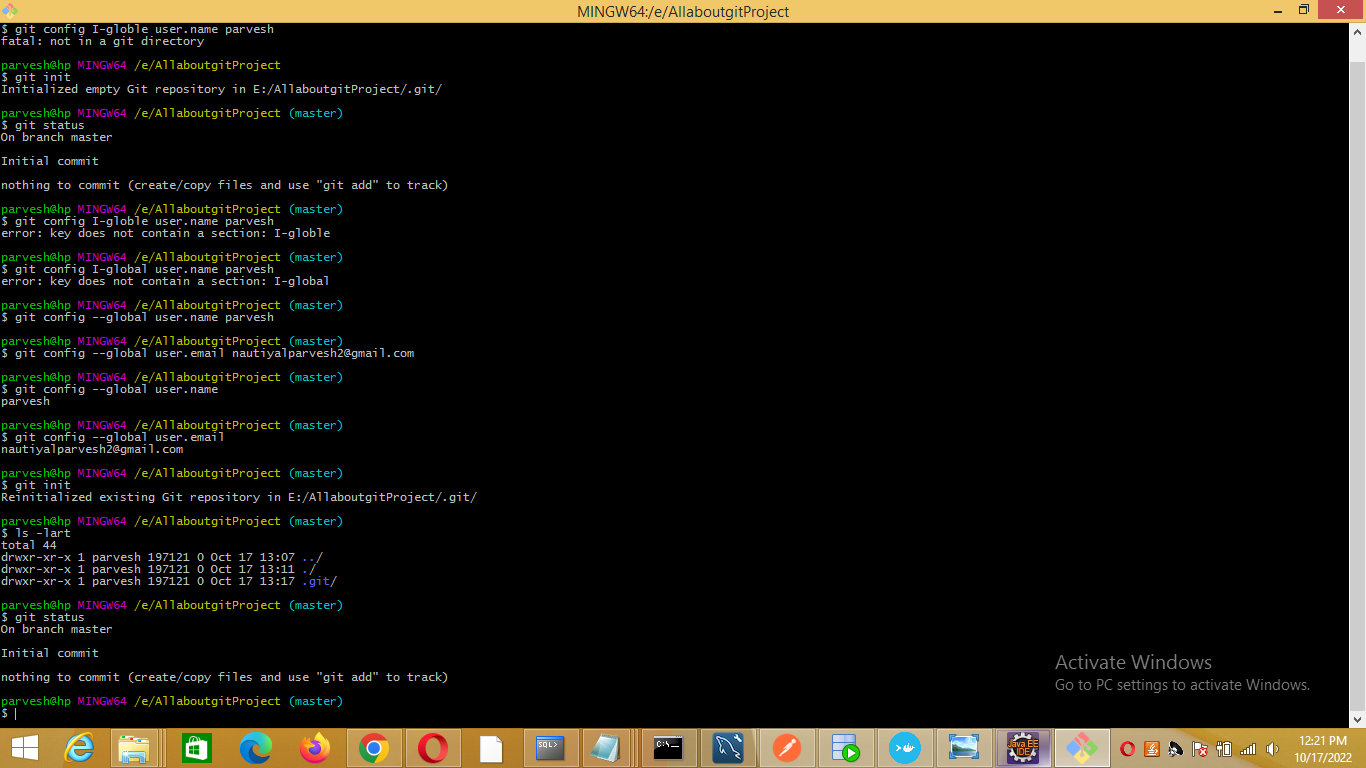 MINGW64:/e/AllaboutgitProject
$ git config I-globle user.name parvesh
fatal: not in a git directory
parvesh@hp MINGW64 /e/AllaboutgitProject
$ git init
Initialized empty Git repository in E:/AllaboutgitProject/.git/
parvesh@hp MINGW64 /e/AllaboutgitProject (master)
$ git status
On branch master
Initial commit
nothing to commit (create/copy files and use "git add" to track)
parvesh@hp MINGW64 /e/AllaboutgitProject (master)
$ git config I-globle user.name parvesh
error: key does not contain a section: I-globle
parvesh@hp MINGW64 /e/AllaboutgitProject (master)
$ git config I-global user.name parvesh
error: key does not contain a section: I-global
parvesh@hp MINGW64 /e/AllaboutgitProject (master)
$ git config --global user.name parvesh
parvesh@hp MINGW64 /e/AllaboutgitProject (master)
$ git config --global user.email nautiyalparvesh2@gmail.com
parvesh@hp MINGW64 /e/AllaboutgitProject (master)
$ git config --global user.name
parvesh
parvesh@hp MINGW64 /e/AllaboutgitProject (master)
$ git config --global user.email
nautiyalparvesh2@gmail.com
parvesh@hp MINGW64 /e/AllaboutgitProject (master)
$ git init
Reinitialized existing Git repository in E:/AllaboutgitProject/.git/
parvesh@hp MINGW64 /e/AllaboutgitProject (master)
$ ls -lart
total 44
drwxr-xr-x 1 parvesh 197121 0 Oct 17 13:07 ../
drwxr-xr-x 1 parvesh 197121 0 Oct 17 13:11 ./
drwxr-xr-x 1 parvesh 197121 0 Oct 17 13:17 .git/
parvesh@hp MINGW64 /e/AllaboutgitProject (master)
$ git status
On branch master
Initial commit
nothing to commit (create/copy files and use "git add" to track)
parvesh@hp MINGW64 /e/AllaboutgitProject (master)
$
Activate Windows
Go to PC settings to activate Windows.
SQL>
C:\_
Java EE
IDE
12:21 PM
10/17/2022